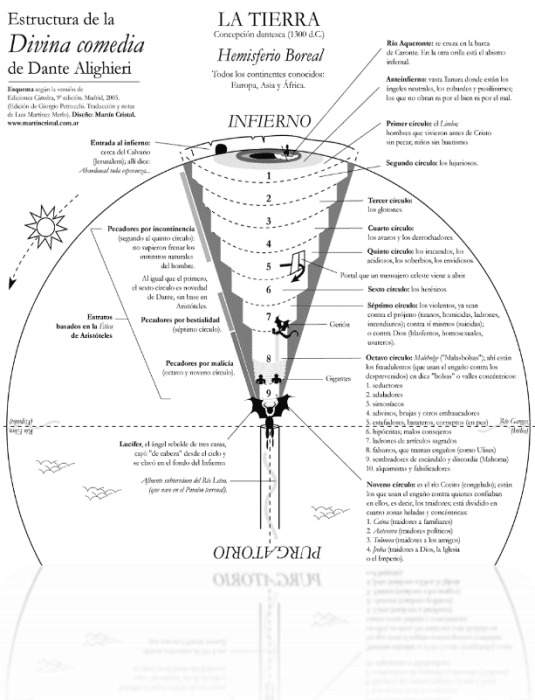 Estructura de la
Divina comedia
de Dante Alighieri
Esquema según la versión de
Ediciones Cátedra, 9ª edición. Madrid, 2005.
(Edición de Giorgio Petrocchi. Traducción y notas
de Luis Martínez Merlo). Diseño: Martín Cristal.
www.martincristal.com.ar
LA TIERRA
Concepción dantesca (1300 d.C.)
Hemisferio Boreal
Todos los continentes conocidos:
Europa, Asia y África.
INFIERNO
Río Aqueronte: se cruza en la barca
de Caronte. En la otra orilla está el abismo
infernal.
Anteinfierno: vasta llanura donde están los
ángeles neutrales, los cobardes y pusilánimes;
los que no obran ni por el bien ni por el mal.
Primer círculo: el Limbo;
hombres que vivieron antes de Cristo
sin pecar; niños sin bautismo
Segundo círculo: los lujuriosos.
Tercer círculo:
los glotones.
Cuarto círculo:
los avaros y los derrochadores.
Quinto círculo: los iracundos, los
acidiosos, los soberbios, los envidiosos.
Portal que un mensajero celeste viene a abrir
Sexto círculo: los herejes.
Séptimo círculo: los violentos, ya sean
contra el prójimo (tiranos, homicidas, ladrones,
incendiarios); contra sí mismos (suicidas);
o contra Dios (blasfemos, homosexuales,
usureros).
Gerión
Octavo círculo: Malebolge ("Malasbolsas"); ahí están
los fraudulentos (que usan el engaño contra los
desprevenidos) en diez "bolsas" o valles concéntricos:
1. seductores
2. aduladores
3. simoníacos
4. adivinos, brujas y otros embaucadores
5. estafadores, barateros, corruptos (en pez)
6. hipócritas; malos consejos
7. ladrones de artículos sagrados
8. falsarios, que traman engaños (como Ulises)
9. sembradores de escándalo y discordia (Mahoma)
10. alquimistas y falsificadores
Gigantes
Noveno círculo: es el río Cocito (congelado); están
los que usan el engaño contra quienes confiaban
en ellos, es decir, los traidores; está dividido en
cuatro zonas heladas y concéntricas:
1. Caína (traidores a familiares)
2. Antenora (traidores políticos)
3. Tolomea (traidores a los amigos)
4. Judea (traidores a Dios, la Iglesia
o el Imperio).
Entrada al infierno:
cerca del Calvario
(Jerusalem); allí dice:
Abandonad toda esperanza...
Pecadores por incontinencia
(segundo al quinto círculo):
no supieron frenar los
instintos naturales
del hombre.
Al igual que el primero,
el sexto círculo es novedad
de Dante, sin base en
Aristóteles
Estratos
basados en la Ética
de Aristóteles
Pecadores por bestialidad
(séptimo círculo).
Pecadores por malicia
(octavo y noveno círculo).
1
2
3
4
5
6
7
8
9
Río Ebro
(España)
Río Ganges
(India)
Lucifer, el ángel rebelde de tres caras,
cayó "de cabeza" desde el cielo y
se clavó en el fondo del Infierno.
Afluente subterráneo del Río Leteo,
(que nace en el Paraíso terrenal).
PURGATORIO